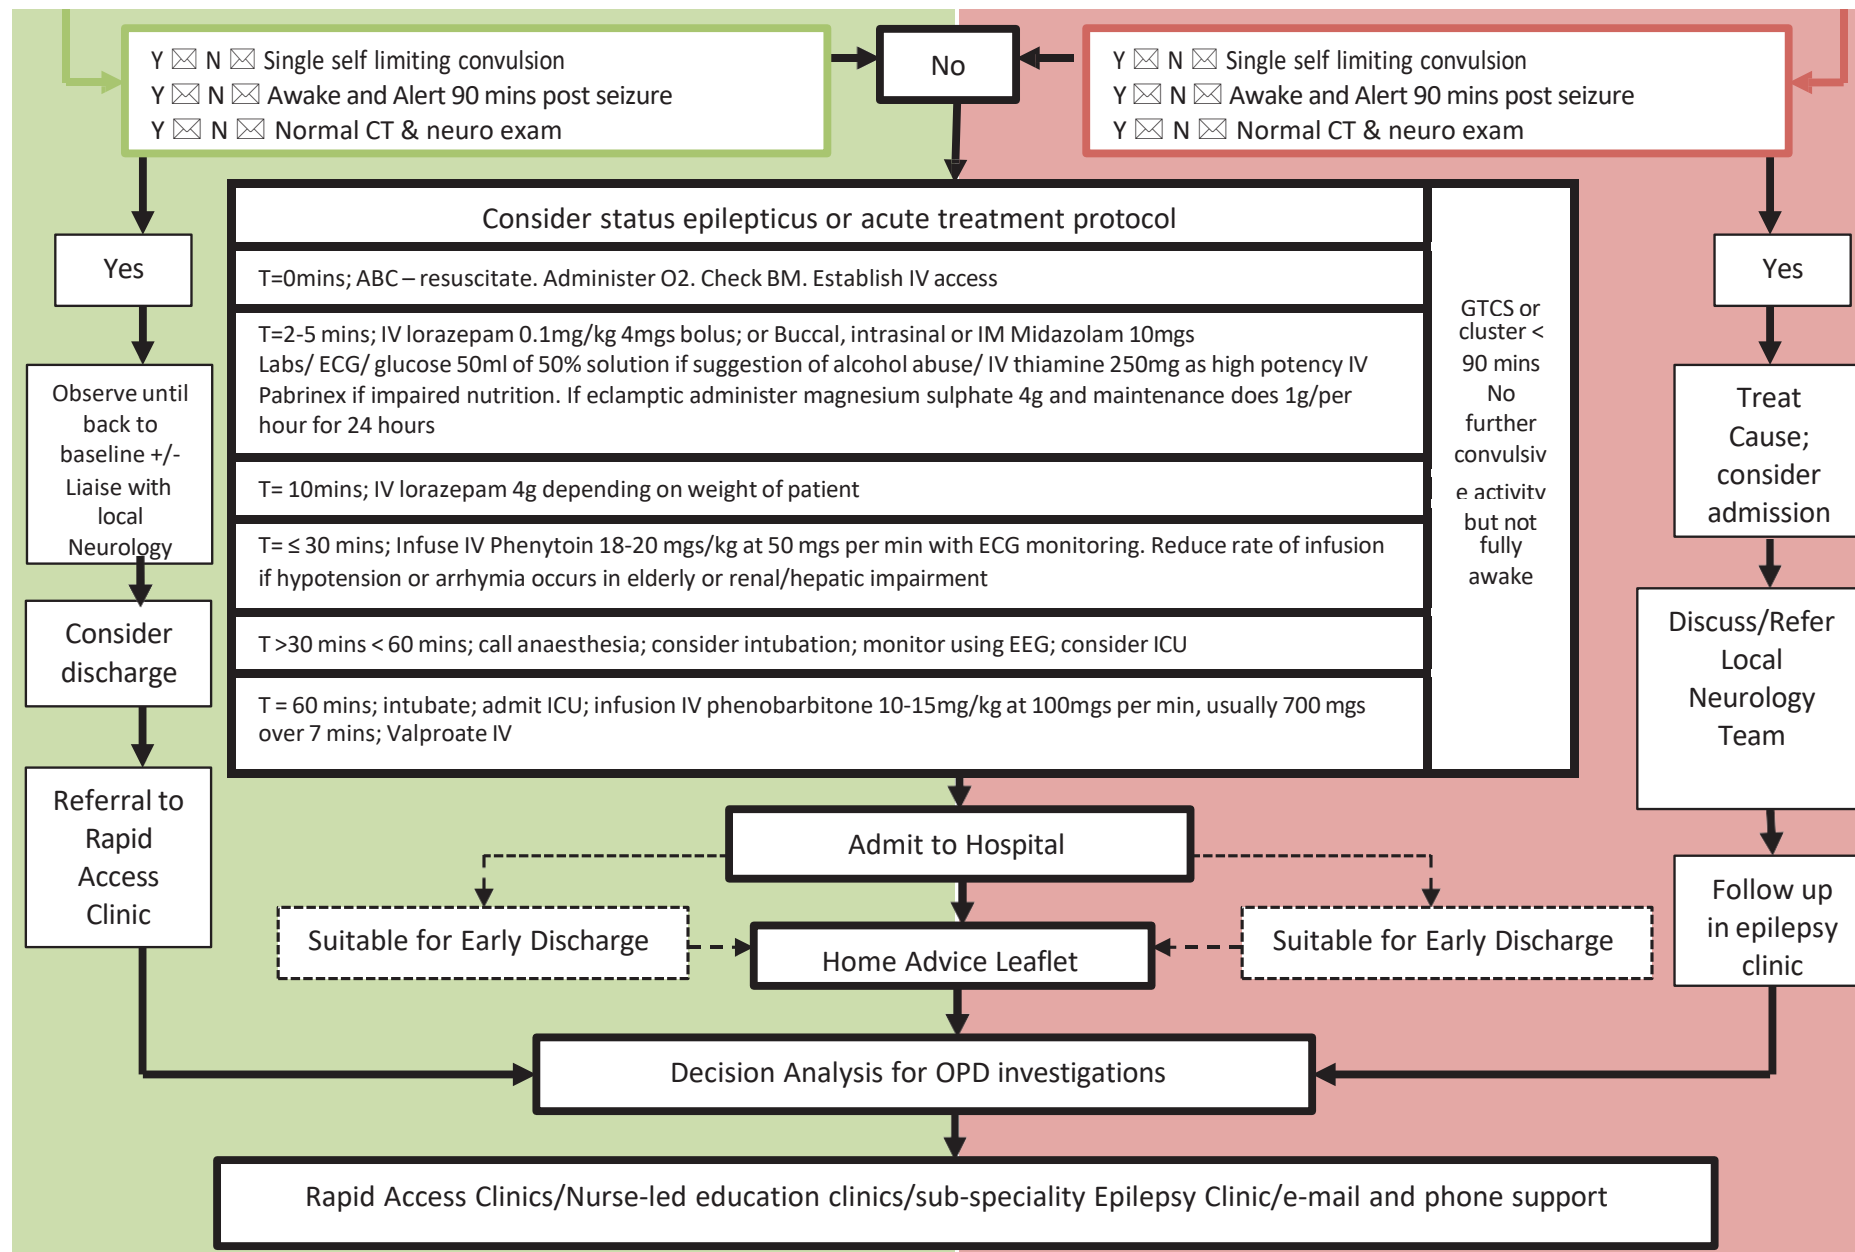 Y ☒ N ☒ Single self limiting convulsion
Y ☒ N ☒ Awake and Alert 90 mins post seizure
Y ☒ N ☒ Normal CT & neuro exam
No
Y ☒ N ☒ Single self limiting convulsion
Y ☒ N ☒ Awake and Alert 90 mins post seizure
Y ☒ N ☒ Normal CT & neuro exam
Yes
Observe until
back to
baseline +/-
Liaise with
local
Neurology
Consider
discharge
Referral to
Rapid
Access
Clinic
Consider status epilepticus or acute treatment protocol
T=0mins; ABC – resuscitate. Administer O2. Check BM. Establish IV access
T=2-5 mins; IV lorazepam 0.1mg/kg 4mgs bolus; or Buccal, intrasinal or IM Midazolam 10mgs
Labs/ ECG/ glucose 50ml of 50% solution if suggestion of alcohol abuse/ IV thiamine 250mg as high potency IV
Pabrinex if impaired nutrition. If eclamptic administer magnesium sulphate 4g and maintenance does 1g/per
hour for 24 hours
T= 10mins; IV lorazepam 4g depending on weight of patient
T= ≤ 30 mins; Infuse IV Phenytoin 18-20 mgs/kg at 50 mgs per min with ECG monitoring. Reduce rate of infusion
if hypotension or arrhymia occurs in elderly or renal/hepatic impairment
T >30 mins < 60 mins; call anaesthesia; consider intubation; monitor using EEG; consider ICU
T = 60 mins; intubate; admit ICU; infusion IV phenobarbitone 10-15mg/kg at 100mgs per min, usually 700 mgs
over 7 mins; Valproate IV
GTCS or
cluster <
90 mins
No
further
convulsiv
e activity
but not
fully
awake
Yes
Treat
Cause;
consider
admission
Discuss/Refer
Local
Neurology
Team
Follow up
in epilepsy
clinic
Admit to Hospital
Suitable for Early Discharge
Home Advice Leaflet
Suitable for Early Discharge
Decision Analysis for OPD investigations
Rapid Access Clinics/Nurse-led education clinics/sub-speciality Epilepsy Clinic/e-mail and phone support